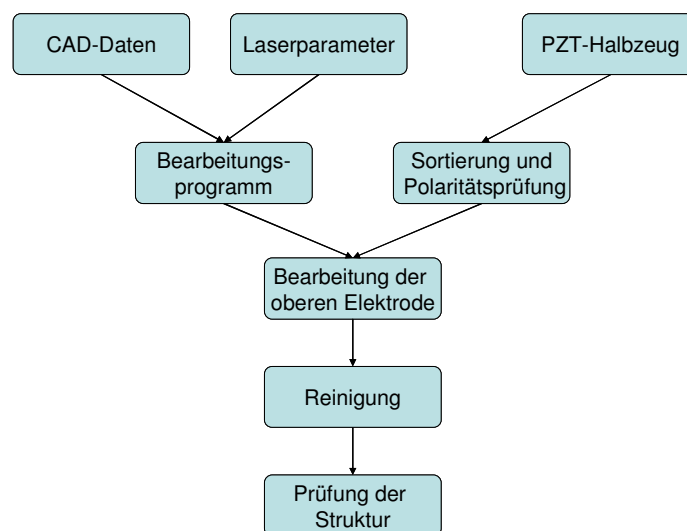 CAD-Daten
Laserparameter
PZT-Halbzeug
Bearbeitungs-
programm
Sortierung und
Polaritätsprüfung
Bearbeitung der
oberen Elektrode
Reinigung
Prüfung der
Struktur